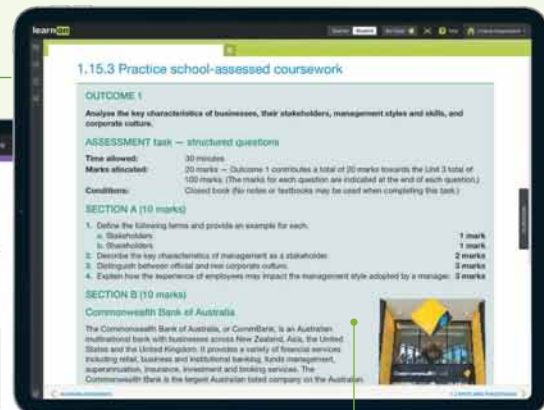 learnon
1.15.3 Practice school-assessed coursework
OUTCOME 1
Analyse the key characteristics of businesses, their stakeholders, management styles and skills, and
corporate culture.
ASSESSMENT task — structured questions
Time allowed: 30 minutes
Marks allocated: 20 marks — Outcome 1 contributes a total of 20 marks towards the Unit 3 total of
100 marks. (The marks for each question are indicated at the end of each question.)
Conditions: Closed book (No notes or textbooks may be used when completing this task.)
SECTION A (10 marks)
1. Define the following terms and provide an example for each.
a. Stakeholders 1 mark
b. Shareholders 1 mark
2. Describe the key characteristics of management as a stakeholder. 2 marks
3. Distinguish between official and real corporate culture. 3 marks
4. Explain how the experience of employees may impact the management style adopted by a manager. 3 marks
SECTION B (10 marks)
Commonwealth Bank of Australia
The Commonwealth Bank of Australia, or CommBank, is an Australian
multinational bank with businesses across New Zealand, Asia, the United
States and the United Kingdom. It provides a variety of financial services
including retail, business and institutional banking, funds management,
superannuation, insurance, investment and broking services. The
Commonwealth Bank is the largest Australian listed company on the Australian